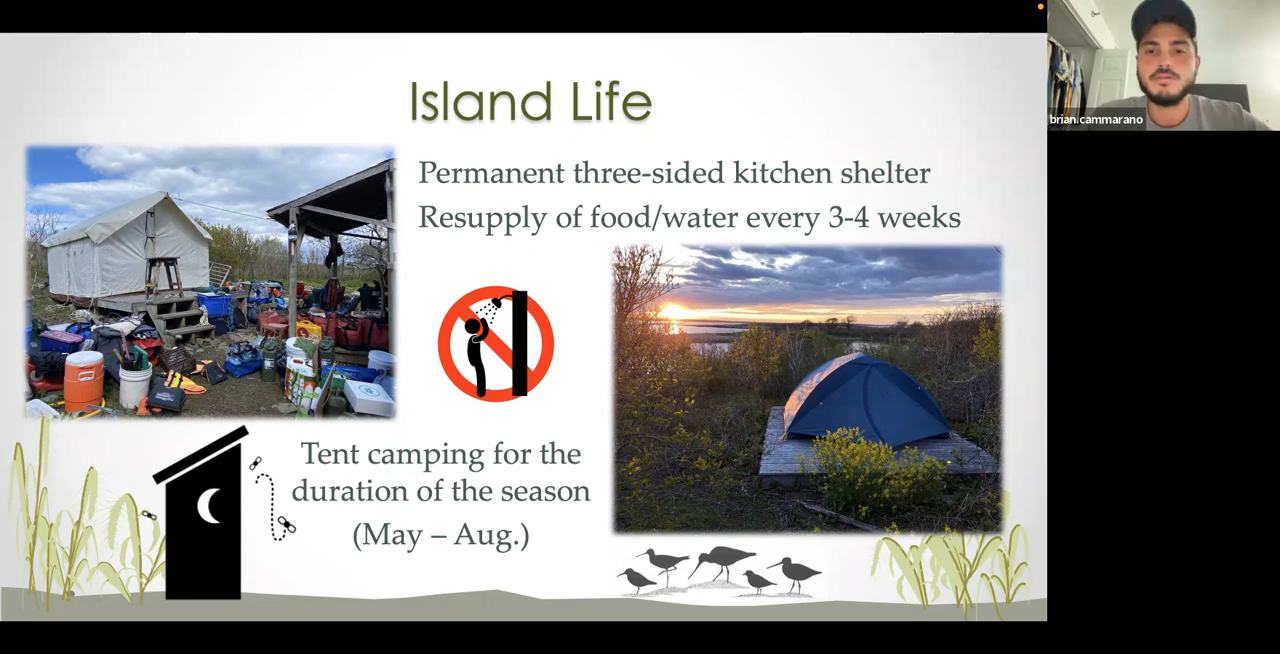 Island Life
brian.cammarano
Permanent three-sided kitchen shelter
Resupply of food/water every 3-4 weeks
Tent camping for the
duration of the season
(May – Aug.)